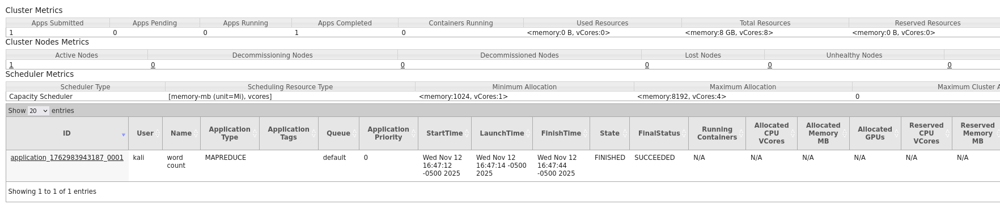 Cluster Metrics
Apps Submitted Apps Pending Apps Running Apps Completed Containers Running Used Resources Total Resources Reserved Resources
1 0 0 1 0 <memory:0 B, vCores:0> <memory:8 GB, vCores:8> <memory:0 B, vCores:0>
Cluster Nodes Metrics
Active Nodes Decommissioning Nodes Decommissioned Nodes Lost Nodes Unhealthy Nodes
1 0 0 0 0 0
Scheduler Metrics
Scheduler Type Scheduling Resource Type Minimum Allocation Maximum Allocation Maximum Cluster A
Capacity Scheduler [memory-mb (unit=Mi), vcores] <memory:1024, vCores:1> <memory:8192, vCores:4> 0
Show 20 entries
ID User Name Application Type Application Tags Queue Application Priority StartTime LaunchTime FinishTime State FinalStatus Running Containers Allocated CPU VCores Allocated Memory MB Allocated GPUs Reserved CPU VCores Reserved Memory MB
application_1762983943187_0001 kali word count MAPREDUCE default 0 Wed Nov 12 16:47:12 -0500 2025 Wed Nov 12 16:47:14 -0500 2025 Wed Nov 12 16:47:44 -0500 2025 FINISHED SUCCEEDED N/A N/A N/A N/A N/A N/A
Showing 1 to 1 of 1 entries